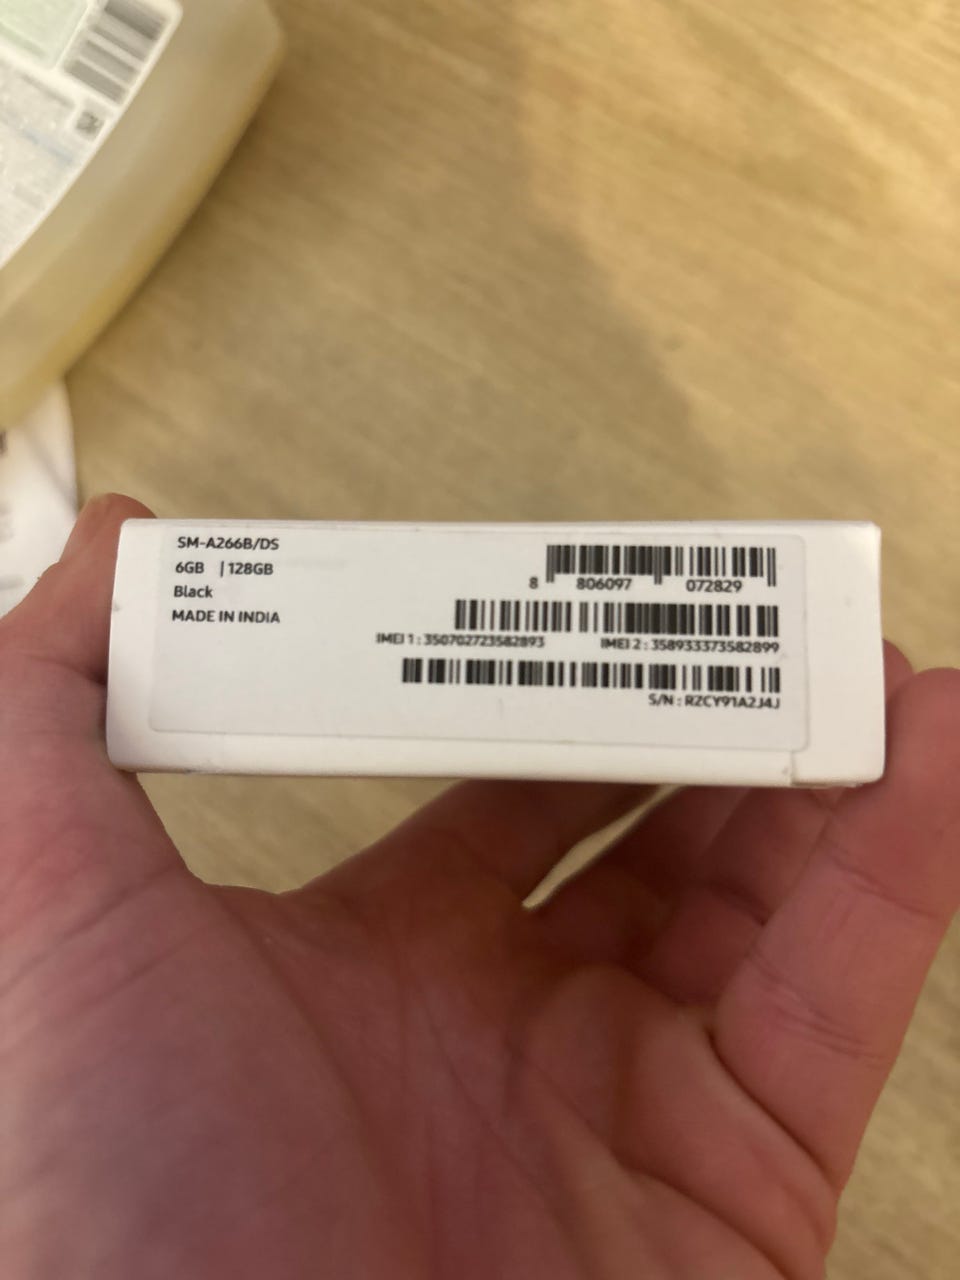 SM-A266B/DS
6GB | 128GB
Black
MADE IN INDIA
8 806097 072829
IMEI 1 : 350702723582893 IMEI 2 : 358933373582899
S/N : RZCY91A2J4J